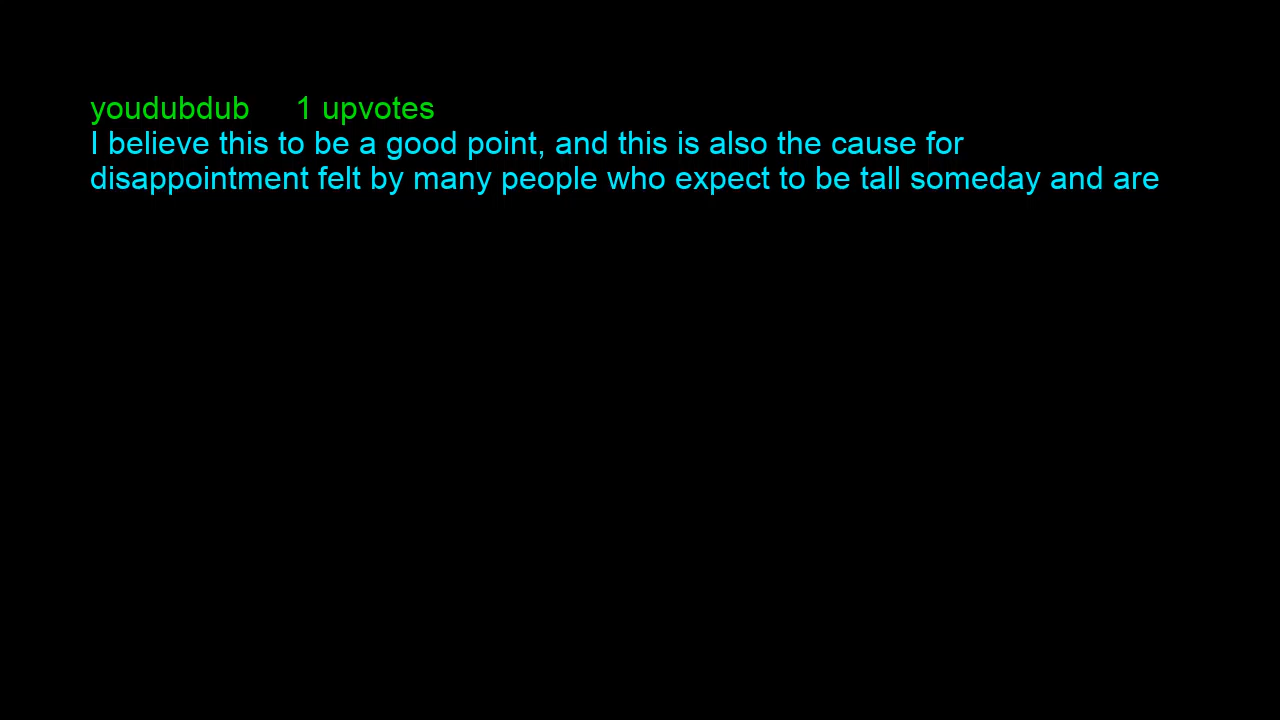 youdubdub 1 upvotes
I believe this to be a good point, and this is also the cause for
disappointment felt by many people who expect to be tall someday and are